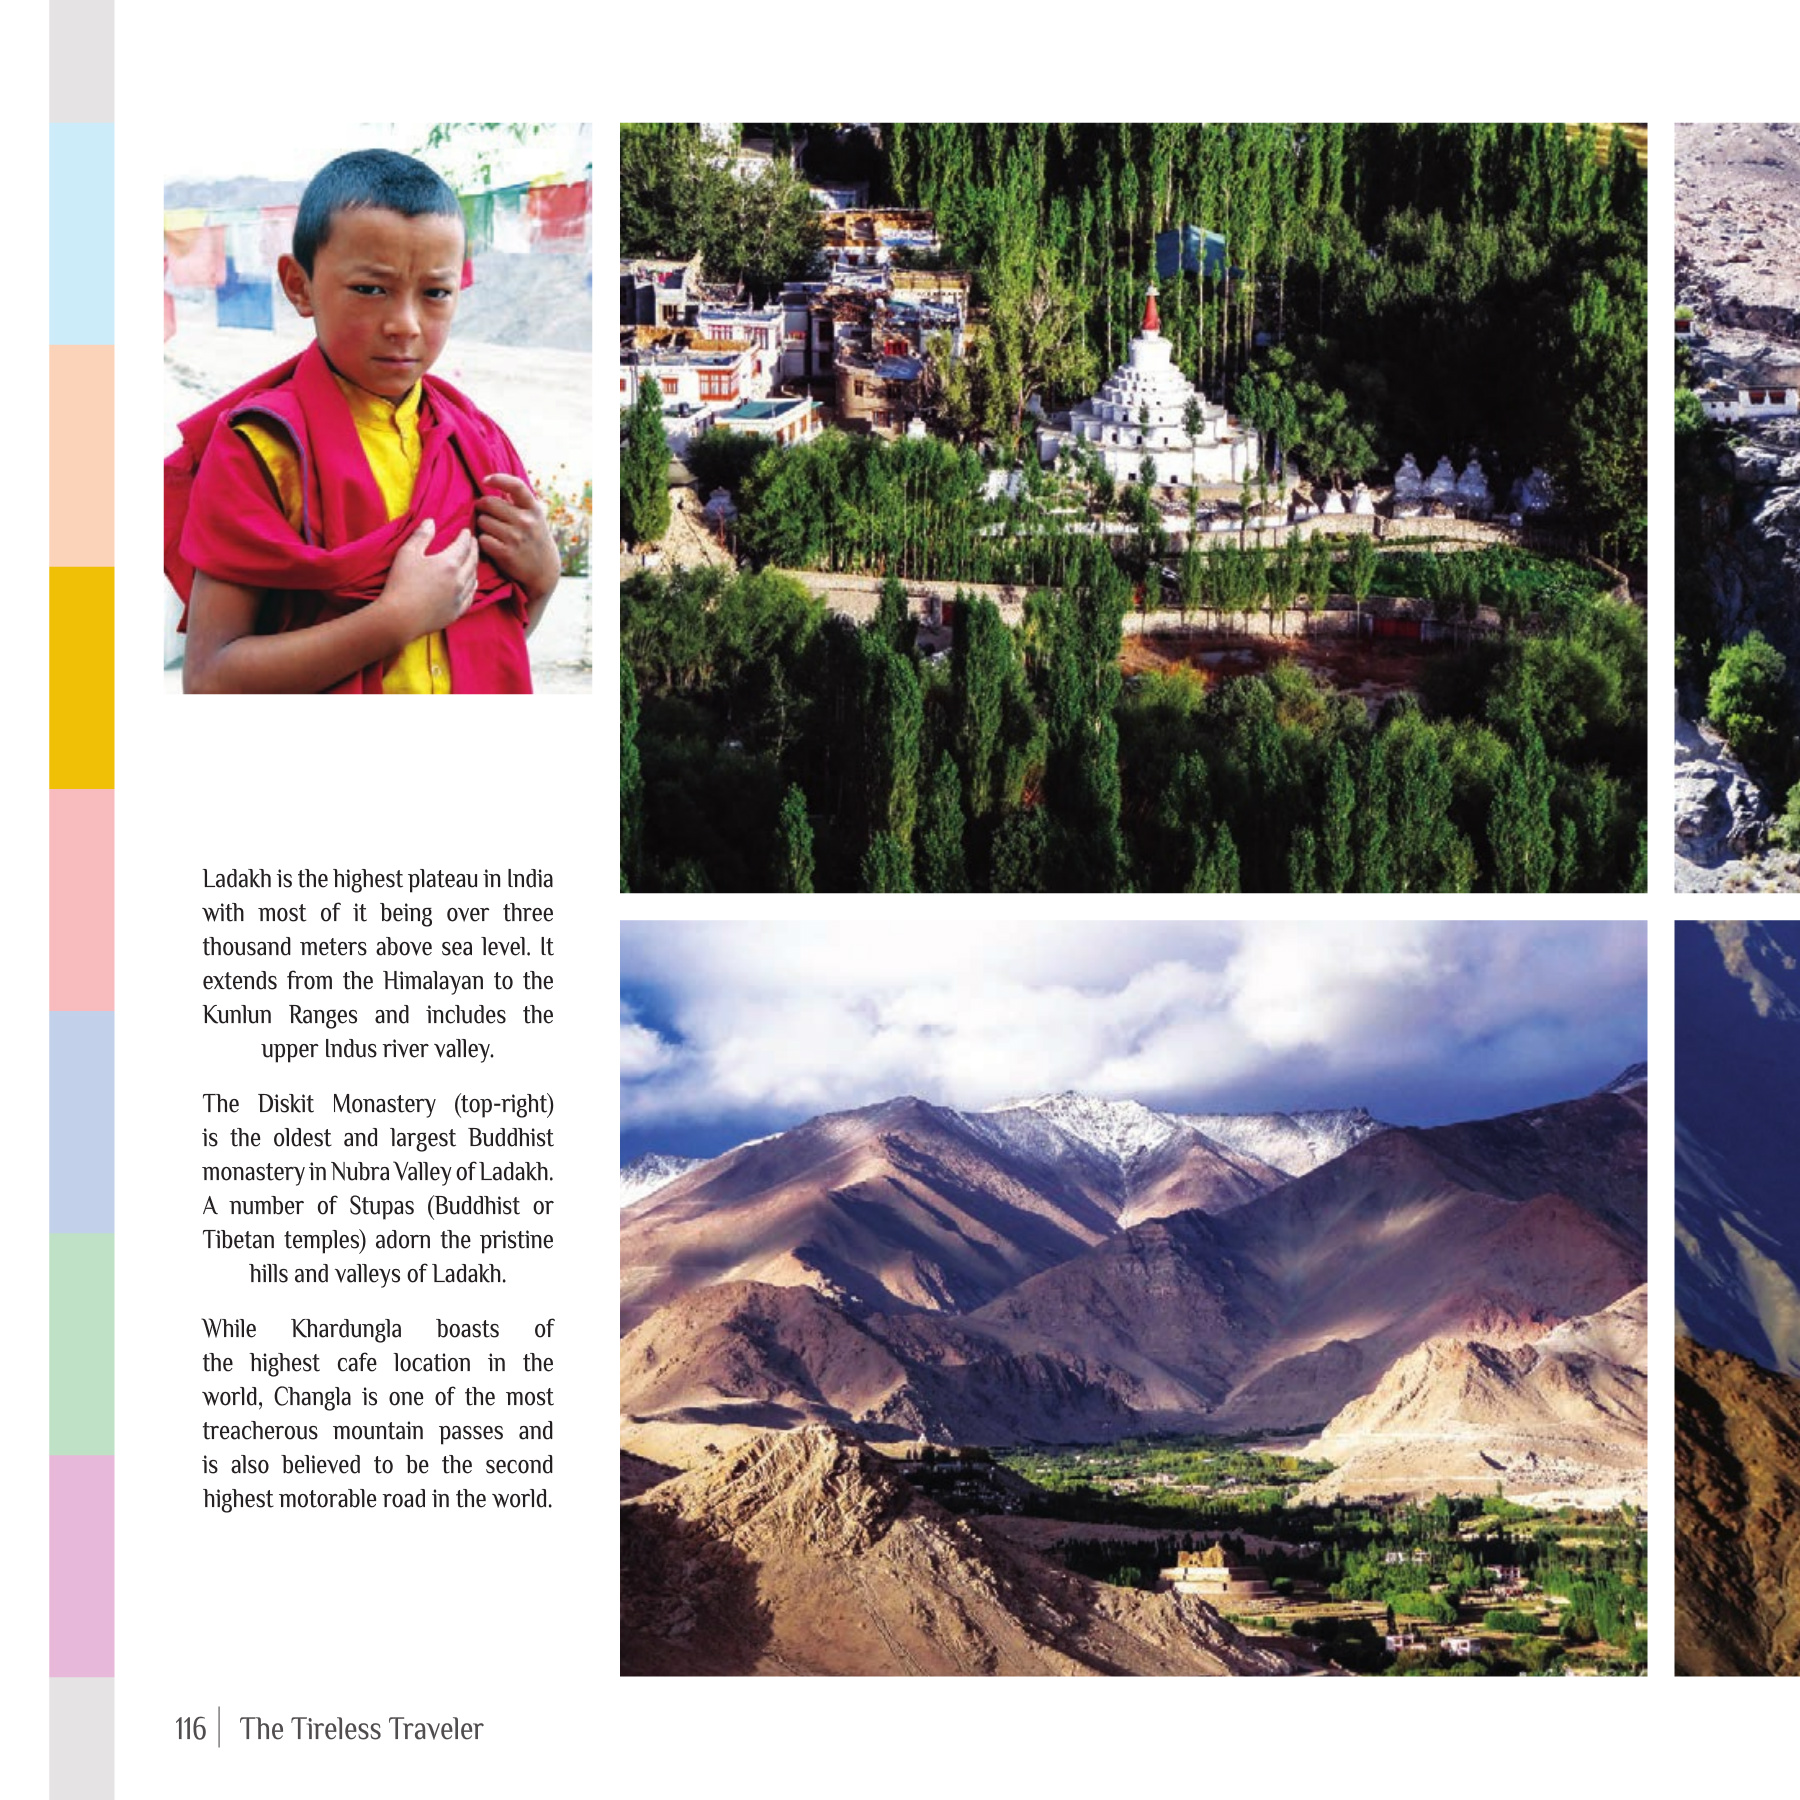 Ladakh is the highest plateau in India
with most of it being over three
thousand meters above sea level. It
extends from the Himalayan to the
Kunlun Ranges and includes the
upper Indus river valley.
The Diskit Monastery (top-right)
is the oldest and largest Buddhist
monastery in Nubra Valley of Ladakh.
A number of Stupas (Buddhist or
Tibetan temples) adorn the pristine
hills and valleys of Ladakh.
While Khardungla boasts of
the highest cafe location in the
world, Changla is one of the most
treacherous mountain passes and
is also believed to be the second
highest motorable road in the world.
116 | The Tireless Traveler